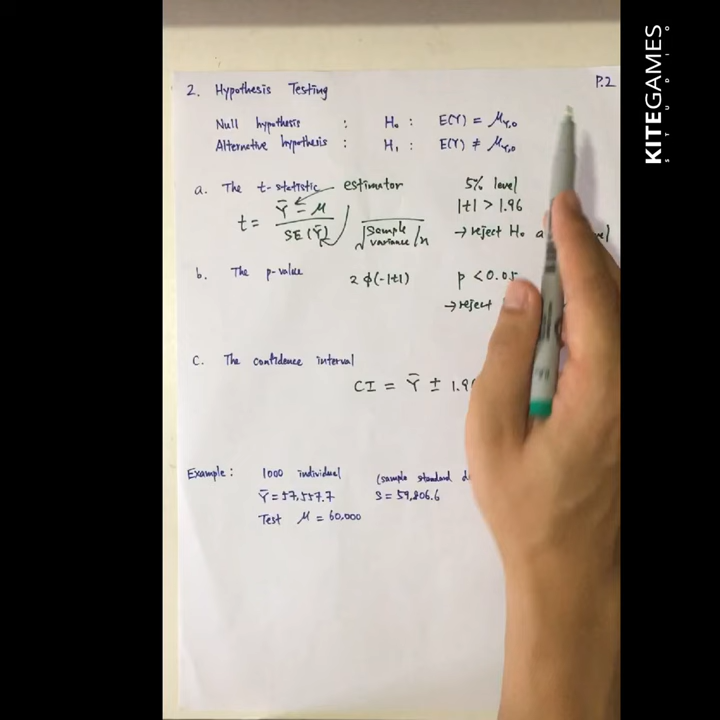 2. Hypothesis Testing
P.2
Null hypothesis : H₀ : E(Y) = μY,0
Alternative hypothesis : H₁ : E(Y) ≠ μY,0
a. The t-statistic
estimator
5% level
t = (Ȳ - μ) / SE(Ȳ)
√(sample variance/n)
|t| > 1.96
→ reject H₀
b. The p-value
2 ϕ(-|t|)
p < 0.05
→ reject
c. The confidence interval
CI = Ȳ ± 1.9
Example : 1000 individual (sample standard
Ȳ = 57,557.7 S = 59,806.6
Test μ = 60,000
KITEGAMES
STUDIO